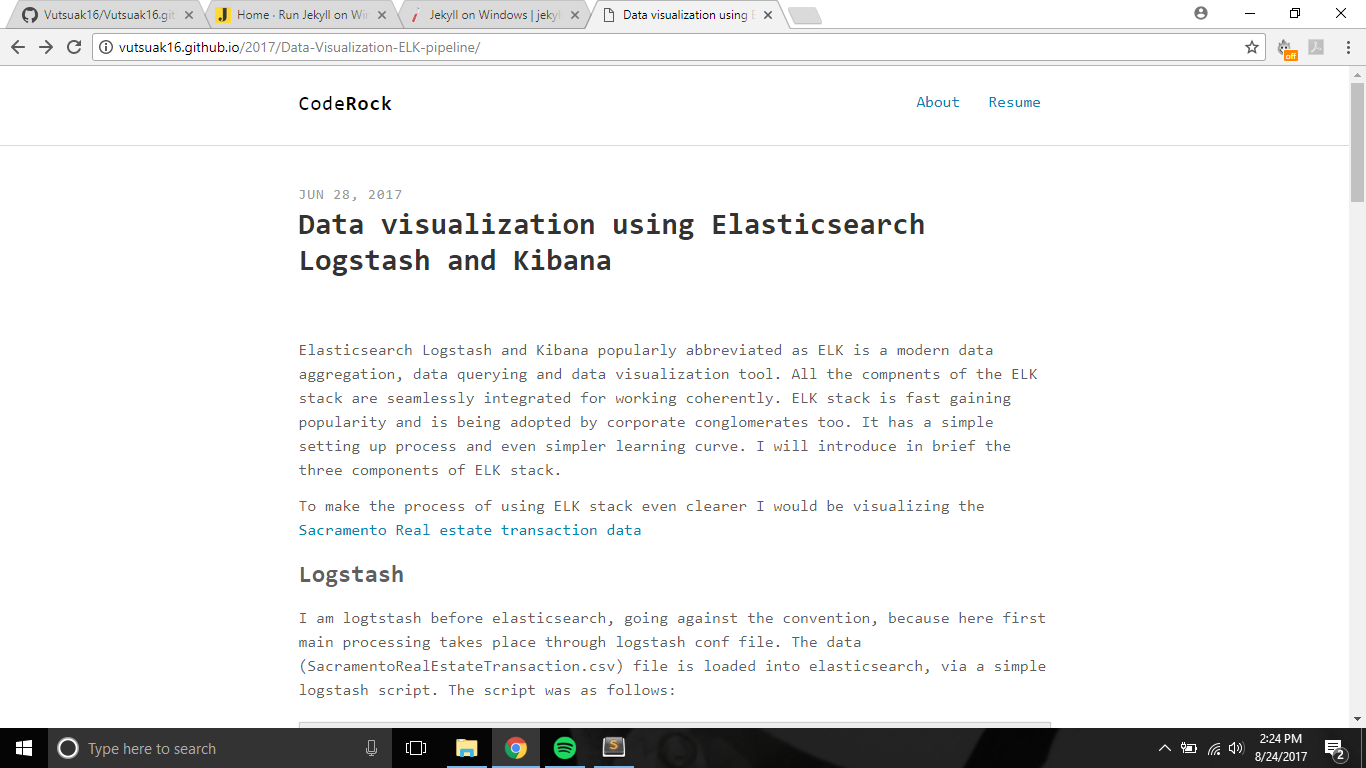 Vutsuak16/Vutsuak16.git
Home · Run Jekyll on Win
Jekyll on Windows | jekyl
Data visualization using E
vutsuak16.github.io/2017/Data-Visualization-ELK-pipeline/
off
CodeRock
About Resume
JUN 28, 2017
Data visualization using Elasticsearch
Logstash and Kibana
Elasticsearch Logstash and Kibana popularly abbreviated as ELK is a modern data
aggregation, data querying and data visualization tool. All the compnents of the ELK
stack are seamlessly integrated for working coherently. ELK stack is fast gaining
popularity and is being adopted by corporate conglomerates too. It has a simple
setting up process and even simpler learning curve. I will introduce in brief the
three components of ELK stack.
To make the process of using ELK stack even clearer I would be visualizing the
Sacramento Real estate transaction data
Logstash
I am logtstash before elasticsearch, going against the convention, because here first
main processing takes place through logstash conf file. The data
(SacramentoRealEstateTransaction.csv) file is loaded into elasticsearch, via a simple
logstash script. The script was as follows:
Type here to search
2:24 PM
8/24/2017
2